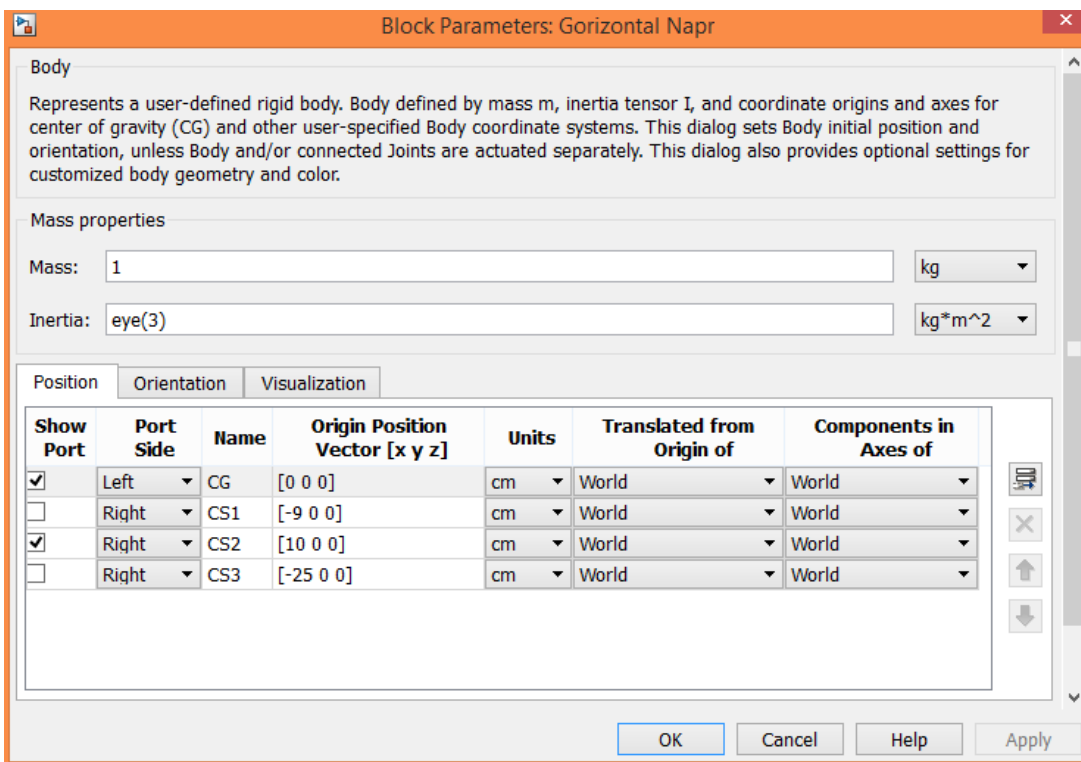 Block Parameters: Gorizontal Napr
Body
Represents a user-defined rigid body. Body defined by mass m, inertia tensor I, and coordinate origins and axes for
center of gravity (CG) and other user-specified Body coordinate systems. This dialog sets Body initial position and
orientation, unless Body and/or connected Joints are actuated separately. This dialog also provides optional settings for
customized body geometry and color.
Mass properties
Mass: 1 kg
Inertia: eye(3) kg*m^2
Position Orientation Visualization
Show Port Port Side Name Origin Position Vector [x y z] Units Translated from Origin of Components in Axes of
Left CG [0 0 0] cm World World
Right CS1 [-9 0 0] cm World World
Right CS2 [10 0 0] cm World World
Right CS3 [-25 0 0] cm World World
OK Cancel Help Apply